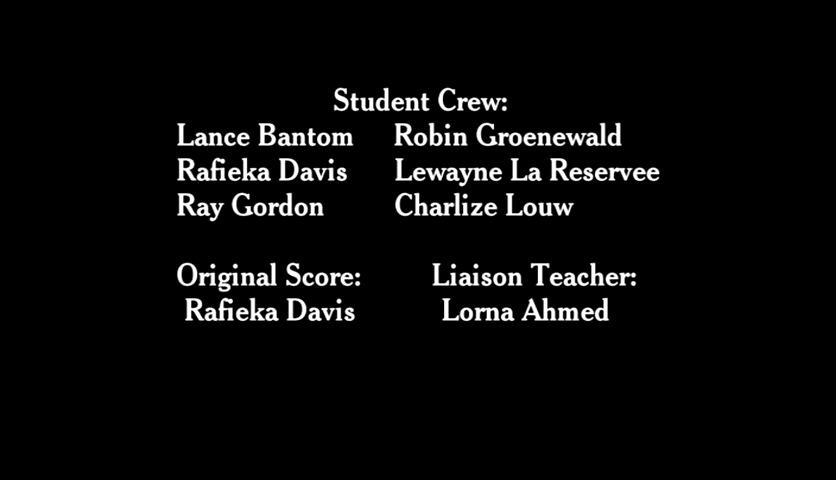 Student Crew:
Lance Bantom Robin Groenewald
Rafieka Davis Lewayne La Reservee
Ray Gordon Charlize Louw
Original Score: Liaison Teacher:
Rafieka Davis Lorna Ahmed